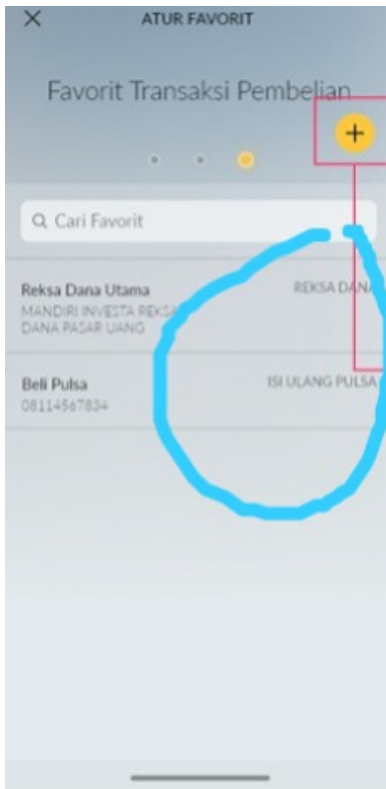 ATUR FAVORIT
Favorit Transaksi Pembelian
Cari Favorit
Reksa Dana Utama
REKSA DANA
MANDIRI INVESTA REKSA
DANA PASAR UANG
Beli Pulsa
ISI ULANG PULSA
08114567834